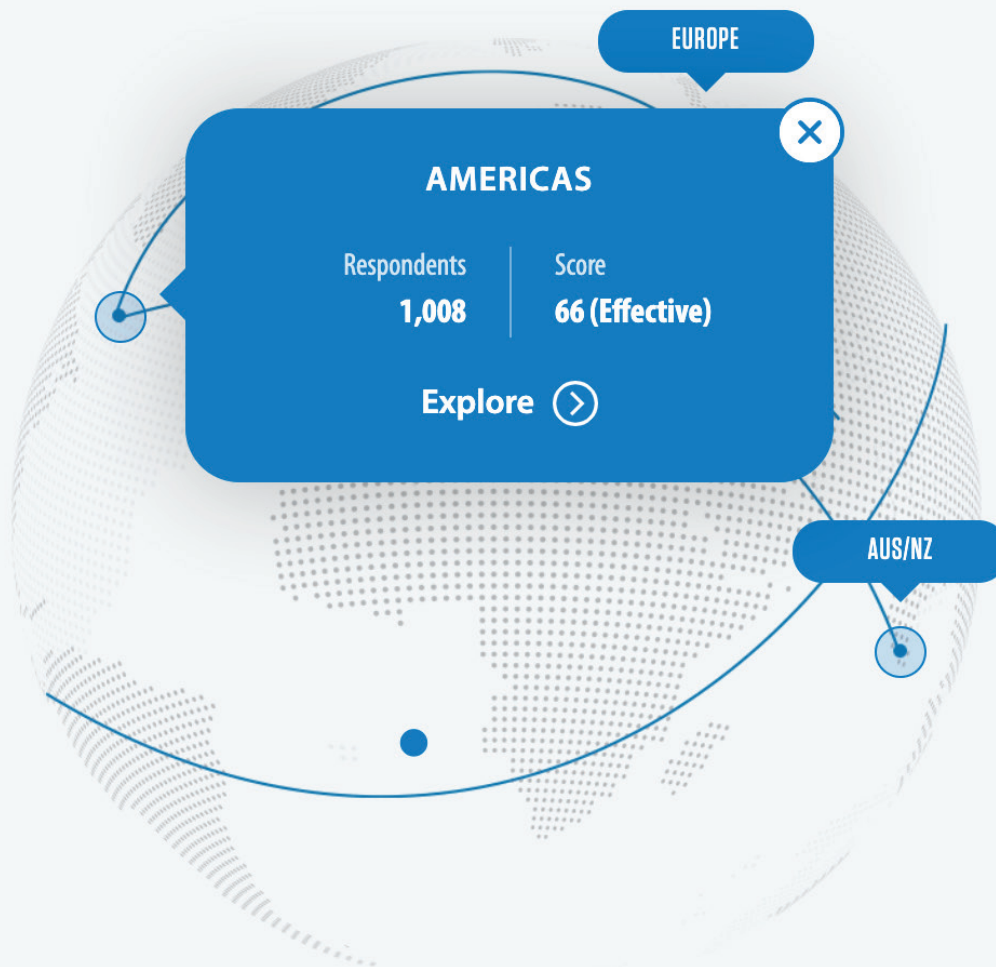 EUROPE
AMERICAS
Respondents
1,008
Score
66 (Effective)
Explore
AUS/NZ